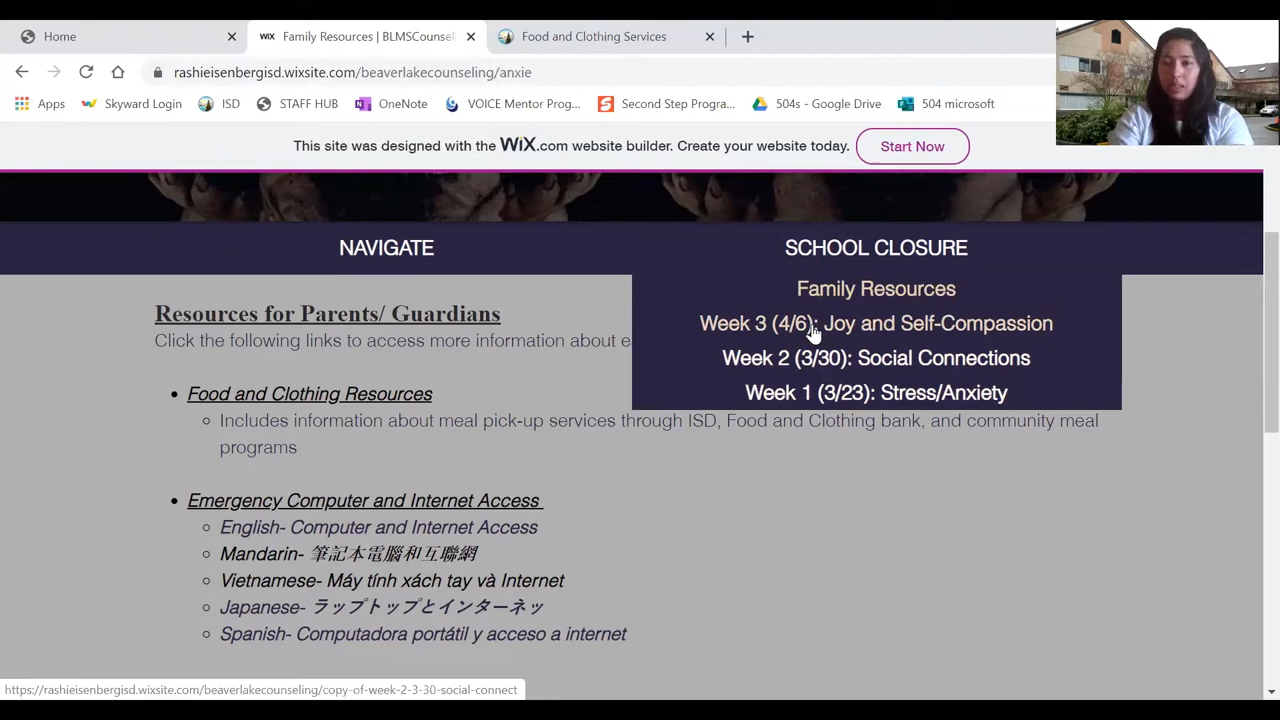 Home
WIX Family Resources | BLMSCounsel
Food and Clothing Services
rashieisenbergisd.wixsite.com/beaverlakecounseling/anxie
Apps Skyward Login ISD STAFF HUB OneNote VOICE Mentor Prog... Second Step Progra... 504s - Google Drive 504 microsoft
This site was designed with the WiX.com website builder. Create your website today. Start Now
NAVIGATE SCHOOL CLOSURE
Family Resources
Week 3 (4/6): Joy and Self-Compassion
Week 2 (3/30): Social Connections
Week 1 (3/23): Stress/Anxiety
Resources for Parents/ Guardians
Click the following links to access more information about e
Food and Clothing Resources
Includes information about meal pick-up services through ISD, Food and Clothing bank, and community meal
programs
Emergency Computer and Internet Access
English- Computer and Internet Access
Mandarin- 筆記本電腦和互聯網
Vietnamese- Máy tính xách tay và Internet
Japanese- ラップトップとインターネッ
Spanish- Computadora portátil y acceso a internet
https://rashieisenbergisd.wixsite.com/beaverlakecounseling/copy-of-week-2-3-30-social-connect